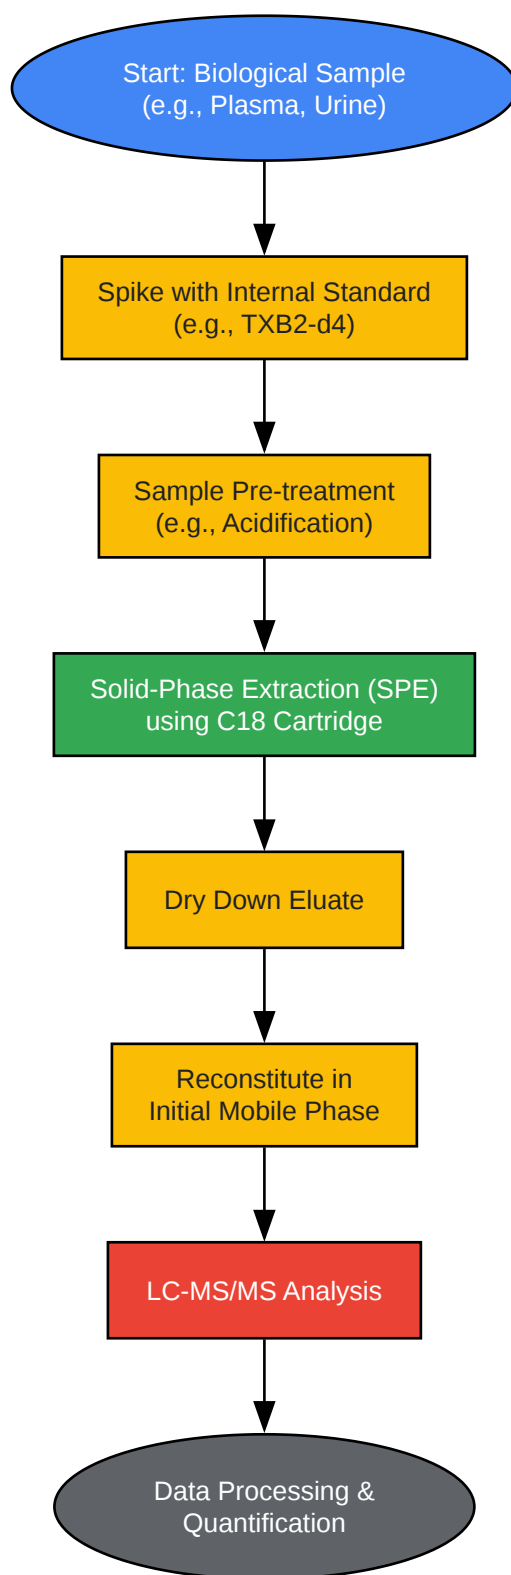 Start: Biological Sample
(e.g., Plasma, Urine)
Spike with Internal Standard
(e.g., TXB2-d4)
Sample Pre-treatment
(e.g., Acidification)
Solid-Phase Extraction (SPE)
using C18 Cartridge
Dry Down Eluate
Reconstitute in
Initial Mobile Phase
LC-MS/MS Analysis
Data Processing &
Quantification